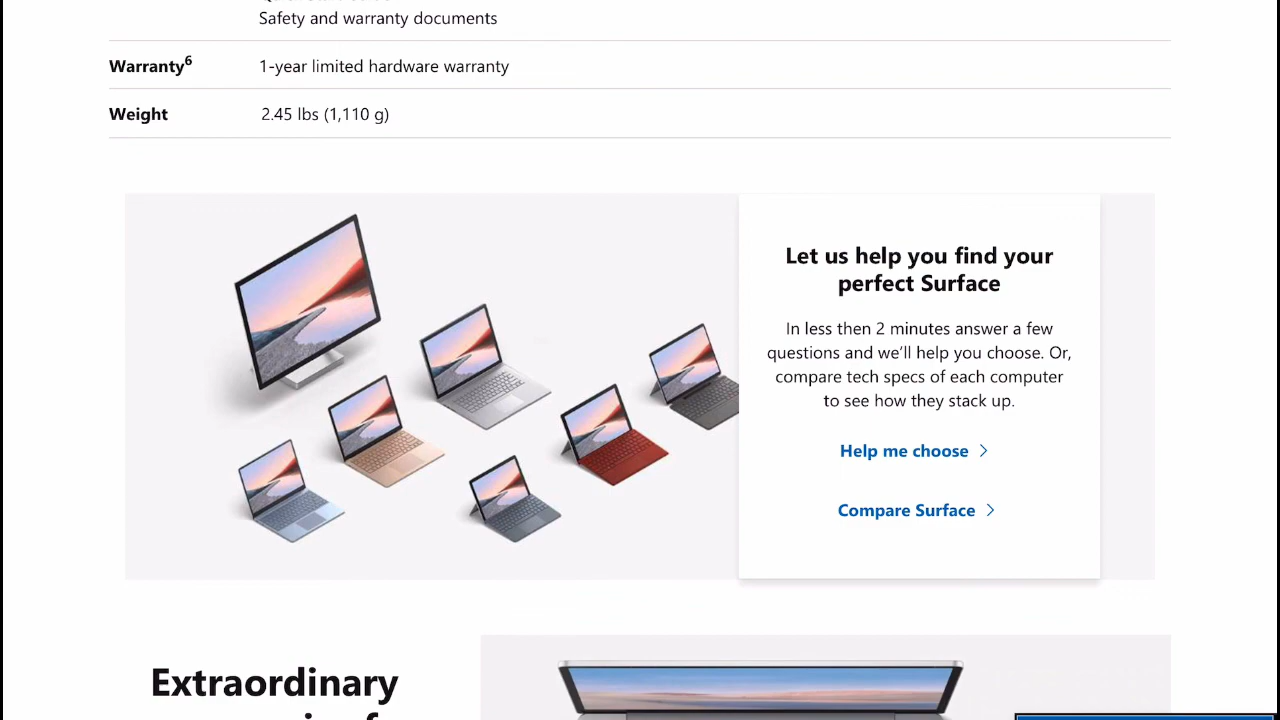 Safety and warranty documents
Warranty6
1-year limited hardware warranty
Weight
2.45 lbs (1,110 g)
Let us help you find your
perfect Surface
In less then 2 minutes answer a few
questions and we'll help you choose. Or,
compare tech specs of each computer
to see how they stack up.
Help me choose
Compare Surface
Extraordinary